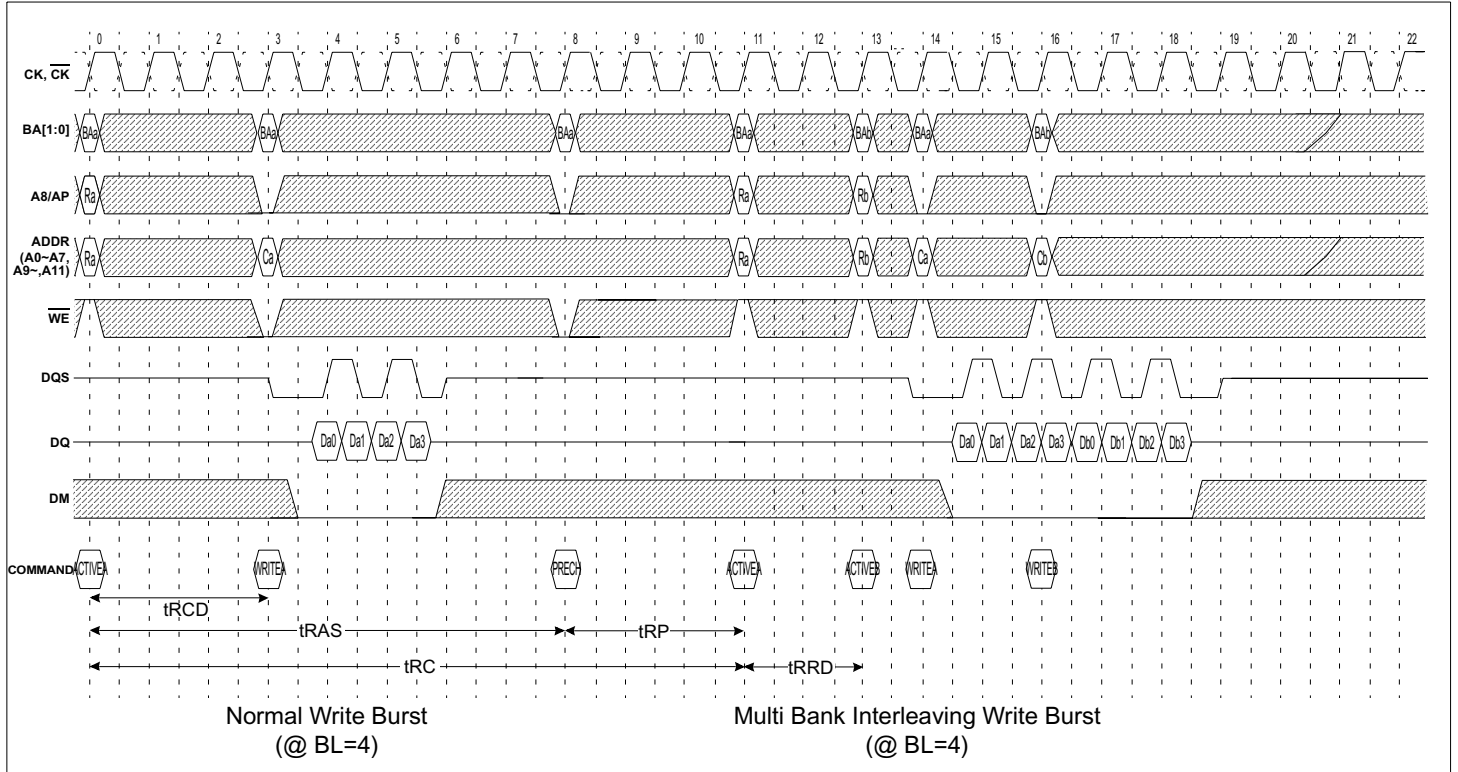 0 1 2 3 4 5 6 7 8 9 10 11 12 13 14 15 16 17 18 19 20 21 22
CK, CK
BA[1:0] BAa BAa BAa BAa BAb BAa BAb
A8/AP Ra Ra Rb
ADDR
(A0~A7, Ra Ca Ra Rb Ca Cb
A9~,A11)
WE
DQS
DQ Da0 Da1 Da2 Da3 Da0 Da1 Da2 Da3 Db0 Db1 Db2 Db3
DM
COMMAND ACTIVEA WRITEA PRECH ACTIVEA ACTIVEB WRITEA WRITEB
tRCD
tRAS tRP
tRC tRRD
Normal Write Burst Multi Bank Interleaving Write Burst
(@ BL=4) (@ BL=4)